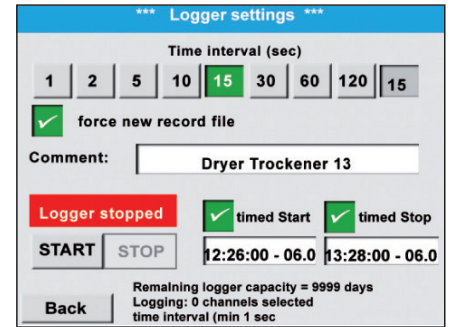 *** Logger settings ***
Time interval (sec)
1 2 5 10 15 30 60 120 15
force new record file
Comment: Dryer Trockener 13
Logger stopped timed Start timed Stop
START STOP 12:26:00 - 06.0 13:28:00 - 06.0
Remaining logger capacity = 9999 days
Back Logging: 0 channels selected
time interval (min 1 sec